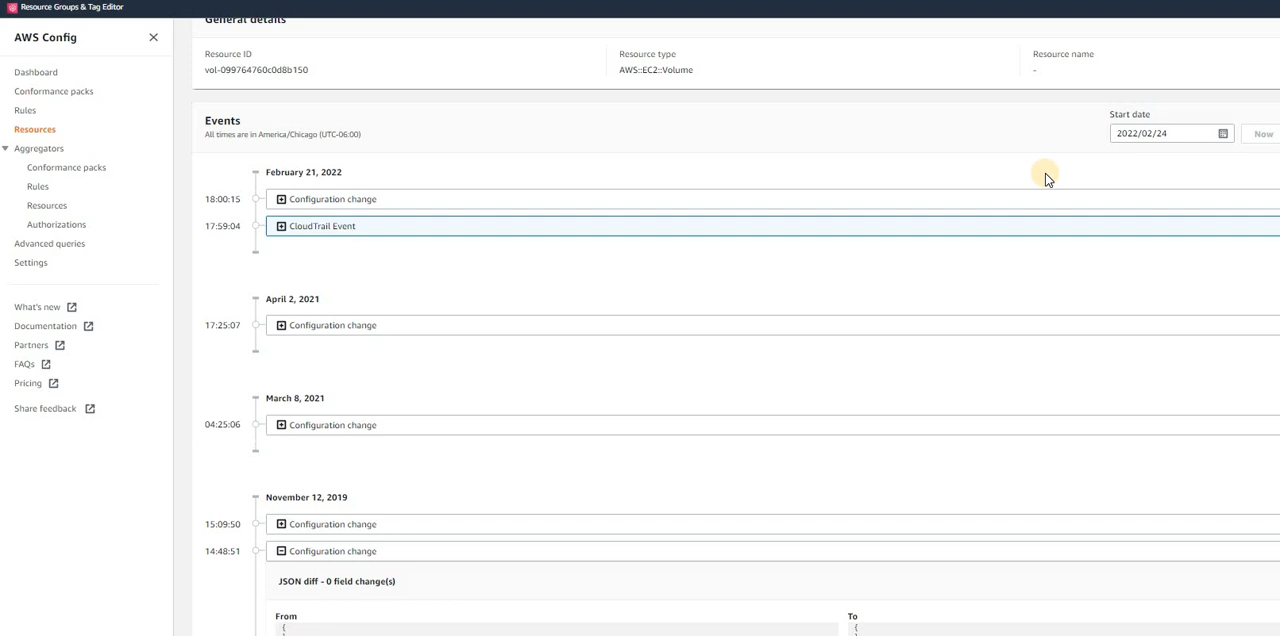 Resource Groups & Tag Editor
AWS Config
Dashboard
Conformance packs
Rules
Resources
Aggregators
Conformance packs
Rules
Resources
Authorizations
Advanced queries
Settings
What's new
Documentation
Partners
FAQs
Pricing
Share feedback
General details
Resource ID
vol-099764760c0d8b150
Resource type
AWS::EC2::Volume
Resource name
-
Events
All times are in America/Chicago (UTC-06:00)
Start date
2022/02/24
Now
February 21, 2022
18:00:15 Configuration change
17:59:04 CloudTrail Event
April 2, 2021
17:25:07 Configuration change
March 8, 2021
04:25:06 Configuration change
November 12, 2019
15:09:50 Configuration change
14:48:51 Configuration change
JSON diff - 0 field change(s)
From
{
To
{